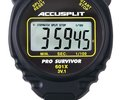 ACCUSPLIT
35945
MIN. SEC. 1/100
PRO SURVIVOR
601X
3V.1